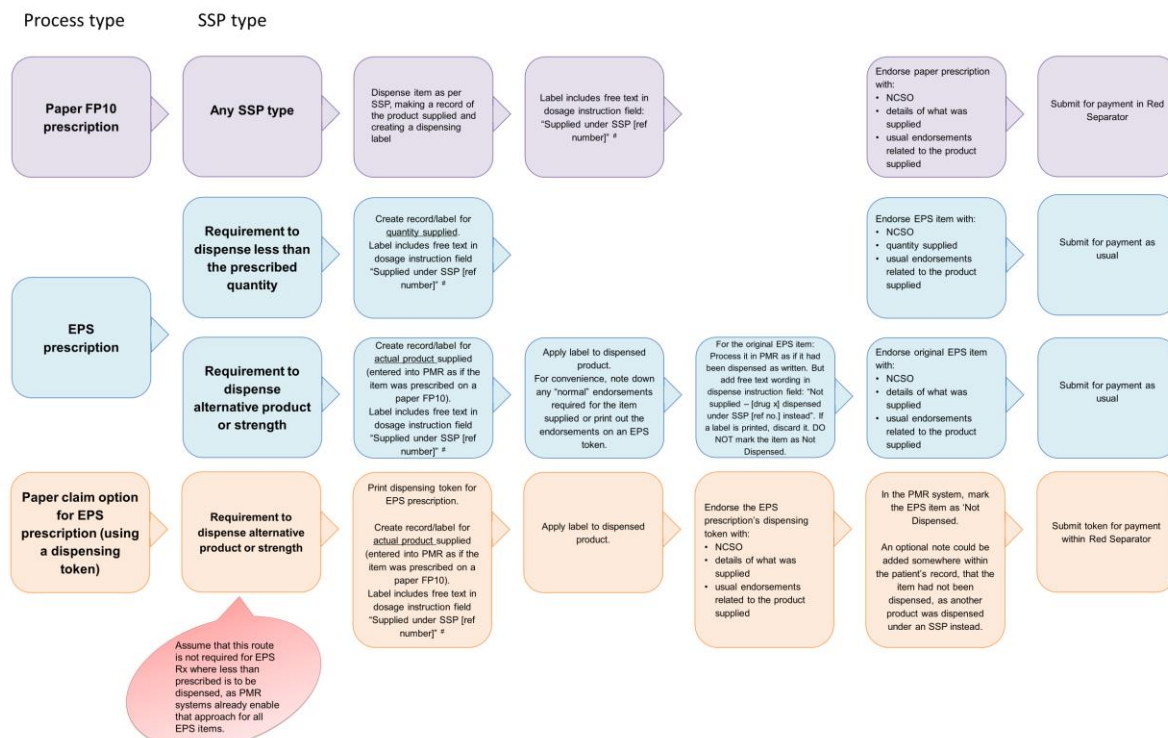 Process type
SSP type
Paper FP10
prescription
Any SSP type
Dispense item as per
SSP, making a record of
the product supplied and
creating a dispensing
label
Label includes free text in
dosage instruction field:
“Supplied under SSP [ref
number]” #
Endorse paper prescription
with:
• NCSO
• details of what was
supplied
• usual endorsements
related to the product
supplied
Submit for payment in Red
Separator
EPS
prescription
Requirement to
dispense less than
the prescribed
quantity
Create record/label for
quantity supplied.
Label includes free text in
dosage instruction field
“Supplied under SSP [ref
number]” #
Endorse EPS item with:
• NCSO
• quantity supplied
• usual endorsements
related to the product
supplied
Submit for payment as
usual
Requirement to
dispense
alternative product
or strength
Create record/label for
actual product supplied
(entered into PMR as if the
item was prescribed on a
paper FP10).
Label includes free text in
dosage instruction field
“Supplied under SSP [ref
number]” #
Apply label to dispensed
product.
For convenience, note down
any “normal” endorsements
required for the item
supplied or print out the
endorsements on an EPS
token.
For the original EPS item:
Process it in PMR as if it had
been dispensed as written. But
add free text wording in
dispense instruction field: “Not
supplied – [drug x] dispensed
under SSP [ref no.] instead”. If
a label is printed, discard it. DO
NOT mark the item as Not
Dispensed.
Endorse original EPS item
with:
• NCSO
• details of what was
supplied
• usual endorsements
related to the product
supplied
Submit for payment as
usual
Paper claim option
for EPS
prescription (using
a dispensing
token)
Requirement to
dispense alternative
product or strength
Print dispensing token for
EPS prescription.
Create record/label for
actual product supplied
(entered into PMR as if the
item was prescribed on a
paper FP10).
Label includes free text in
dosage instruction field
“Supplied under SSP [ref
number]” #
Apply label to dispensed
product.
Endorse the EPS
prescription’s dispensing
token with:
• NCSO
• details of what was
supplied
• usual endorsements
related to the product
supplied
In the PMR system, mark
the EPS item as ‘Not
Dispensed.
An optional note could be
added somewhere within
the patient’s record, that the
item had not been
dispensed, as another
product was dispensed
under an SSP instead.
Submit token for payment
within Red Separator
Assume that this route
is not required for EPS
Rx where less than
prescribed is to be
dispensed, as PMR
systems already enable
that approach for all
EPS items.